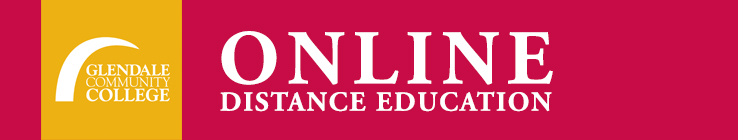 GLENDALE
COMMUNITY
COLLEGE
ONLINE
DISTANCE EDUCATION